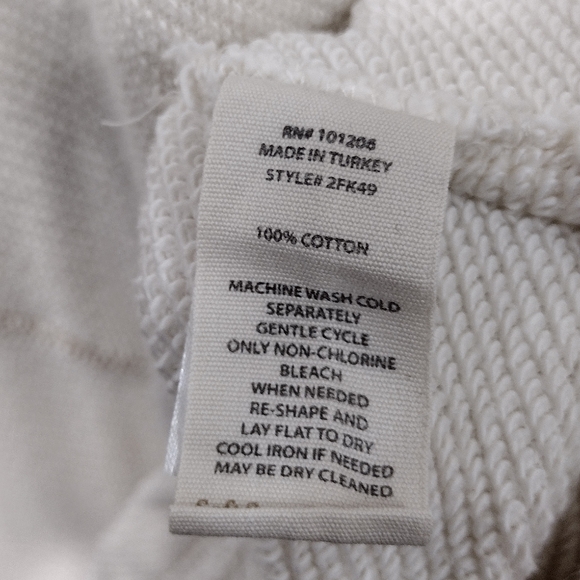 RN# 101206
MADE IN TURKEY
STYLE# 2FK49
100% COTTON
MACHINE WASH COLD
SEPARATELY
GENTLE CYCLE
ONLY NON-CHLORINE
BLEACH
WHEN NEEDED
RE-SHAPE AND
LAY FLAT TO DRY
COOL IRON IF NEEDED
MAY BE DRY CLEANED